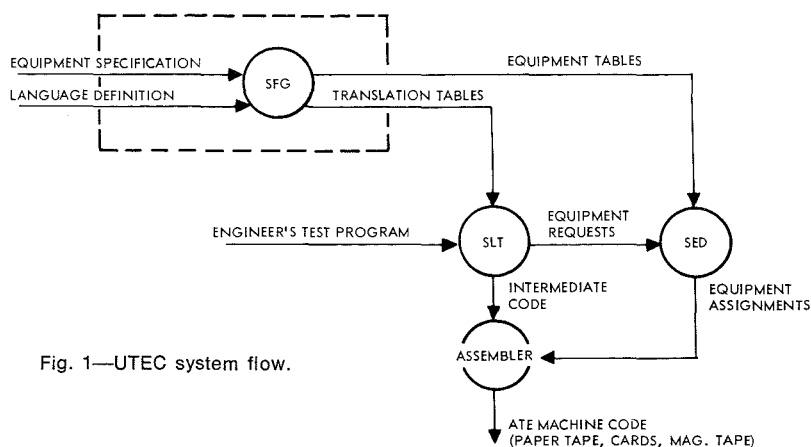 EQUIPMENT SPECIFICATION
LANGUAGE DEFINITION
SFG
EQUIPMENT TABLES
TRANSLATION TABLES
ENGINEER'S TEST PROGRAM
SLT
EQUIPMENT
REQUESTS
SED
INTERMEDIATE
CODE
EQUIPMENT
ASSIGNMENTS
ASSEMBLER
Fig. 1—UTEC system flow.
ATE MACHINE CODE
(PAPER TAPE, CARDS, MAG. TAPE)